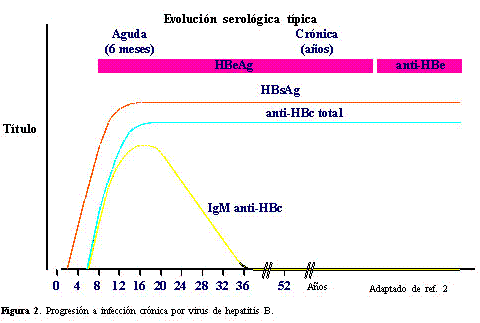 Evolución serológica típica
Aguda
(6 meses)
Crónica
(años)
HBeAg
anti-HBe
HBsAg
anti-HBc total
Título
IgM anti-HBc
0 4 8 12 16 20 24 28 32 36 52 Años
Adaptado de ref. 2
Figura 2. Progresión a infección crónica por virus de hepatitis B.